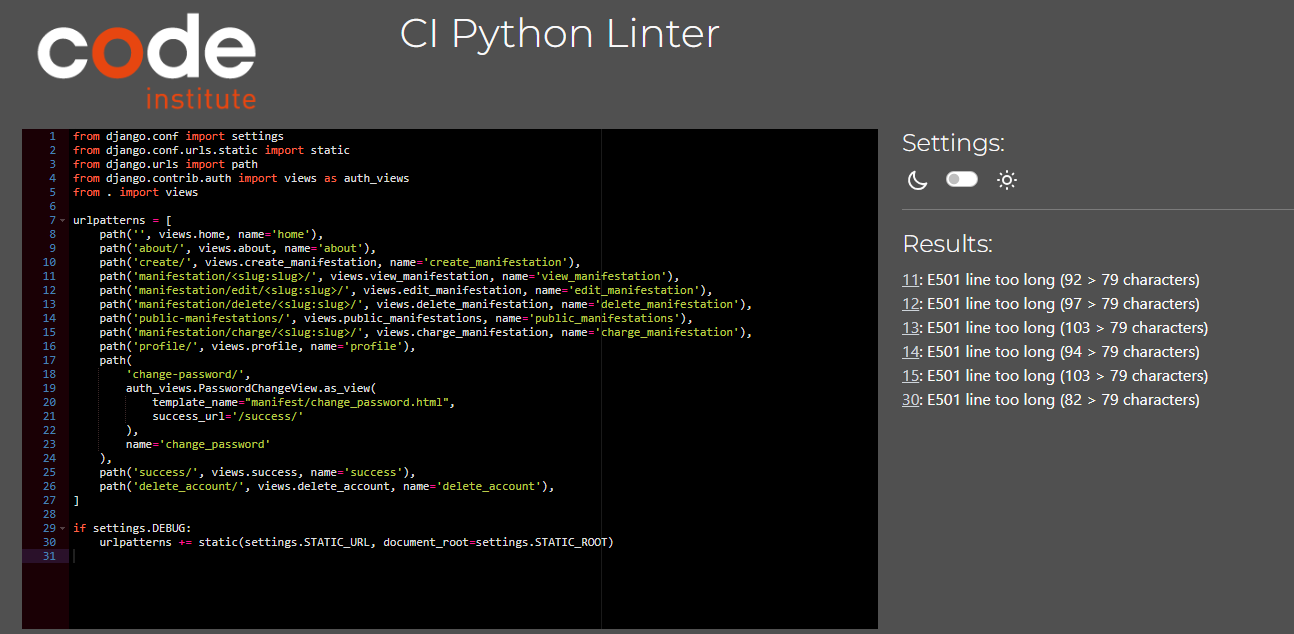 code
institute
CI Python Linter
1 from django.conf import settings
2 from django.conf.urls.static import static
3 from django.urls import path
4 from django.contrib.auth import views as auth_views
5 from . import views
6
7 urlpatterns = [
8     path('', views.home, name='home'),
9     path('about/', views.about, name='about'),
10     path('create/', views.create_manifestation, name='create_manifestation'),
11     path('manifestation/<slug:slug>/', views.view_manifestation, name='view_manifestation'),
12     path('manifestation/edit/<slug:slug>/', views.edit_manifestation, name='edit_manifestation'),
13     path('manifestation/delete/<slug:slug>/', views.delete_manifestation, name='delete_manifestation'),
14     path('public-manifestations/', views.public_manifestations, name='public_manifestations'),
15     path('manifestation/charge/<slug:slug>/', views.charge_manifestation, name='charge_manifestation'),
16     path('profile/', views.profile, name='profile'),
17     path(
18         'change-password/',
19         auth_views.PasswordChangeView.as_view(
20             template_name="manifest/change_password.html",
21             success_url='/success/'
22         ),
23         name='change_password'
24     ),
25     path('success/', views.success, name='success'),
26     path('delete_account/', views.delete_account, name='delete_account'),
27 ]
28
29 if settings.DEBUG:
30     urlpatterns += static(settings.STATIC_URL, document_root=settings.STATIC_ROOT)
31
Settings:
Results:
11: E501 line too long (92 > 79 characters)
12: E501 line too long (97 > 79 characters)
13: E501 line too long (103 > 79 characters)
14: E501 line too long (94 > 79 characters)
15: E501 line too long (103 > 79 characters)
30: E501 line too long (82 > 79 characters)